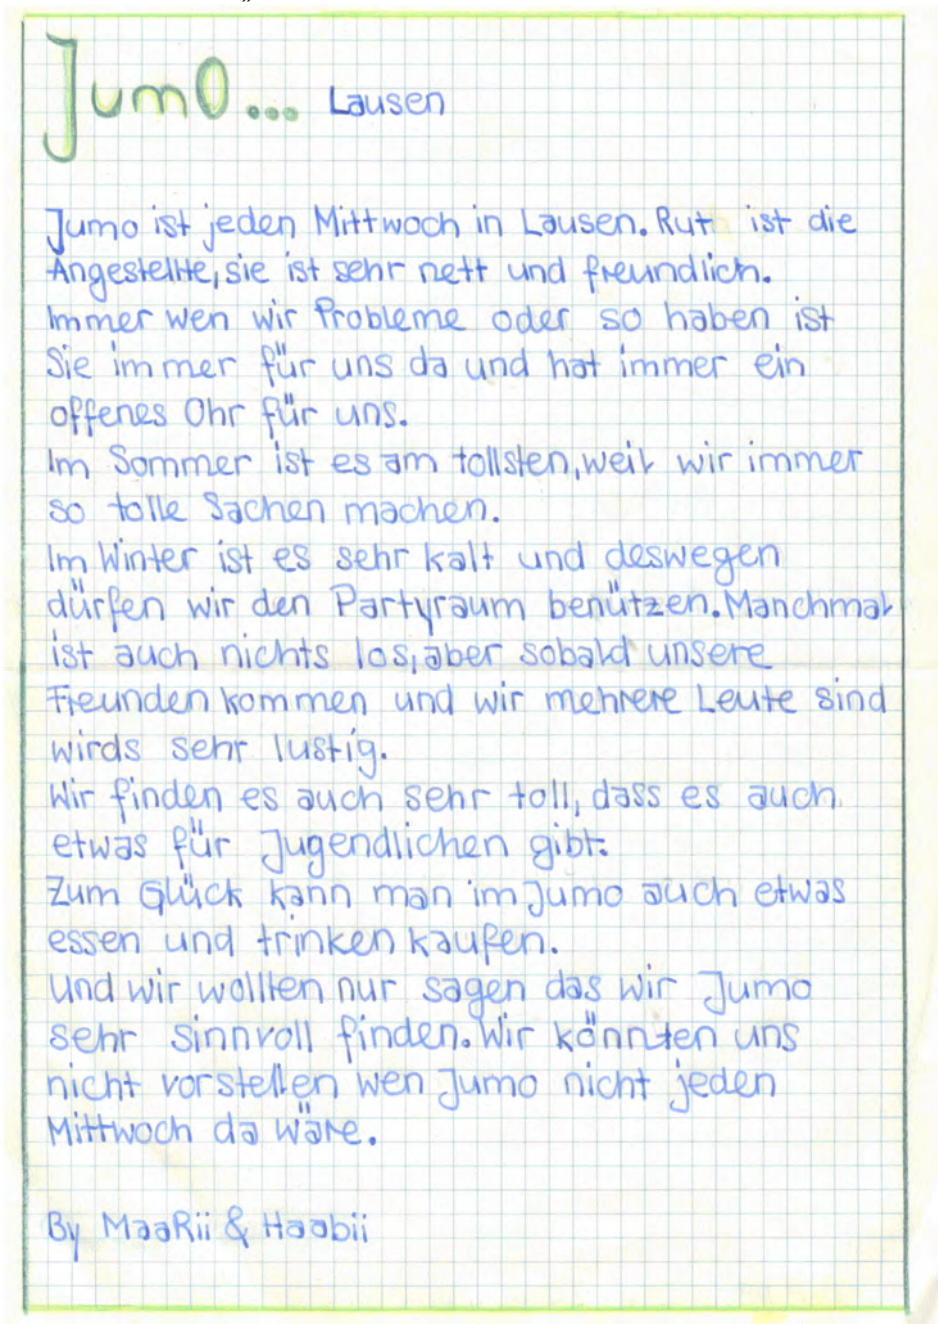 Jumo... Lausen
Jumo ist jeden Mittwoch in Lausen. Rut ist die
Angestellte, sie ist sehr nett und freundlich.
Immer wen wir Probleme oder so haben ist
Sie immer für uns da und hat immer ein
offenes Ohr für uns.
Im Sommer ist es am tollsten, weil wir immer
so tolle Sachen machen.
Im Winter ist es sehr kalt und deswegen
dürfen wir den Partyraum benützen. Manchmal
ist auch nichts los, aber sobald unsere
Freunden kommen und wir mehrere Leute sind
wirds sehr lustig.
Wir finden es auch sehr toll, dass es auch
etwas für Jugendlichen gibt.
Zum Glück kann man im Jumo auch etwas
essen und trinken kaufen.
Und wir wollten nur sagen das wir Jumo
sehr sinnvoll finden. Wir könnten uns
nicht vorstellen wen Jumo nicht jeden
Mittwoch da wäre.
By MaaRii & Haabii